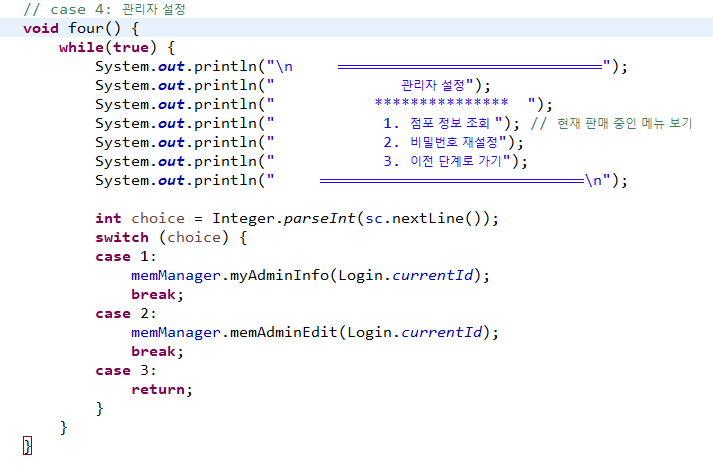 // case 4: 관리자 설정
void four() {
while(true) {
System.out.println("\n     ══════════════════════════════");
System.out.println("              관리자 설정");
System.out.println("           ***************  ");
System.out.println("            1. 점포 정보 조회 "); // 현재 판매 중인 메뉴 보기
System.out.println("            2. 비밀번호 재설정");
System.out.println("            3. 이전 단계로 가기");
System.out.println("     ══════════════════════════════\n");
int choice = Integer.parseInt(sc.nextLine());
switch (choice) {
case 1:
memManager.myAdminInfo(Login.currentId);
break;
case 2:
memManager.memAdminEdit(Login.currentId);
break;
case 3:
return;
}
}
}